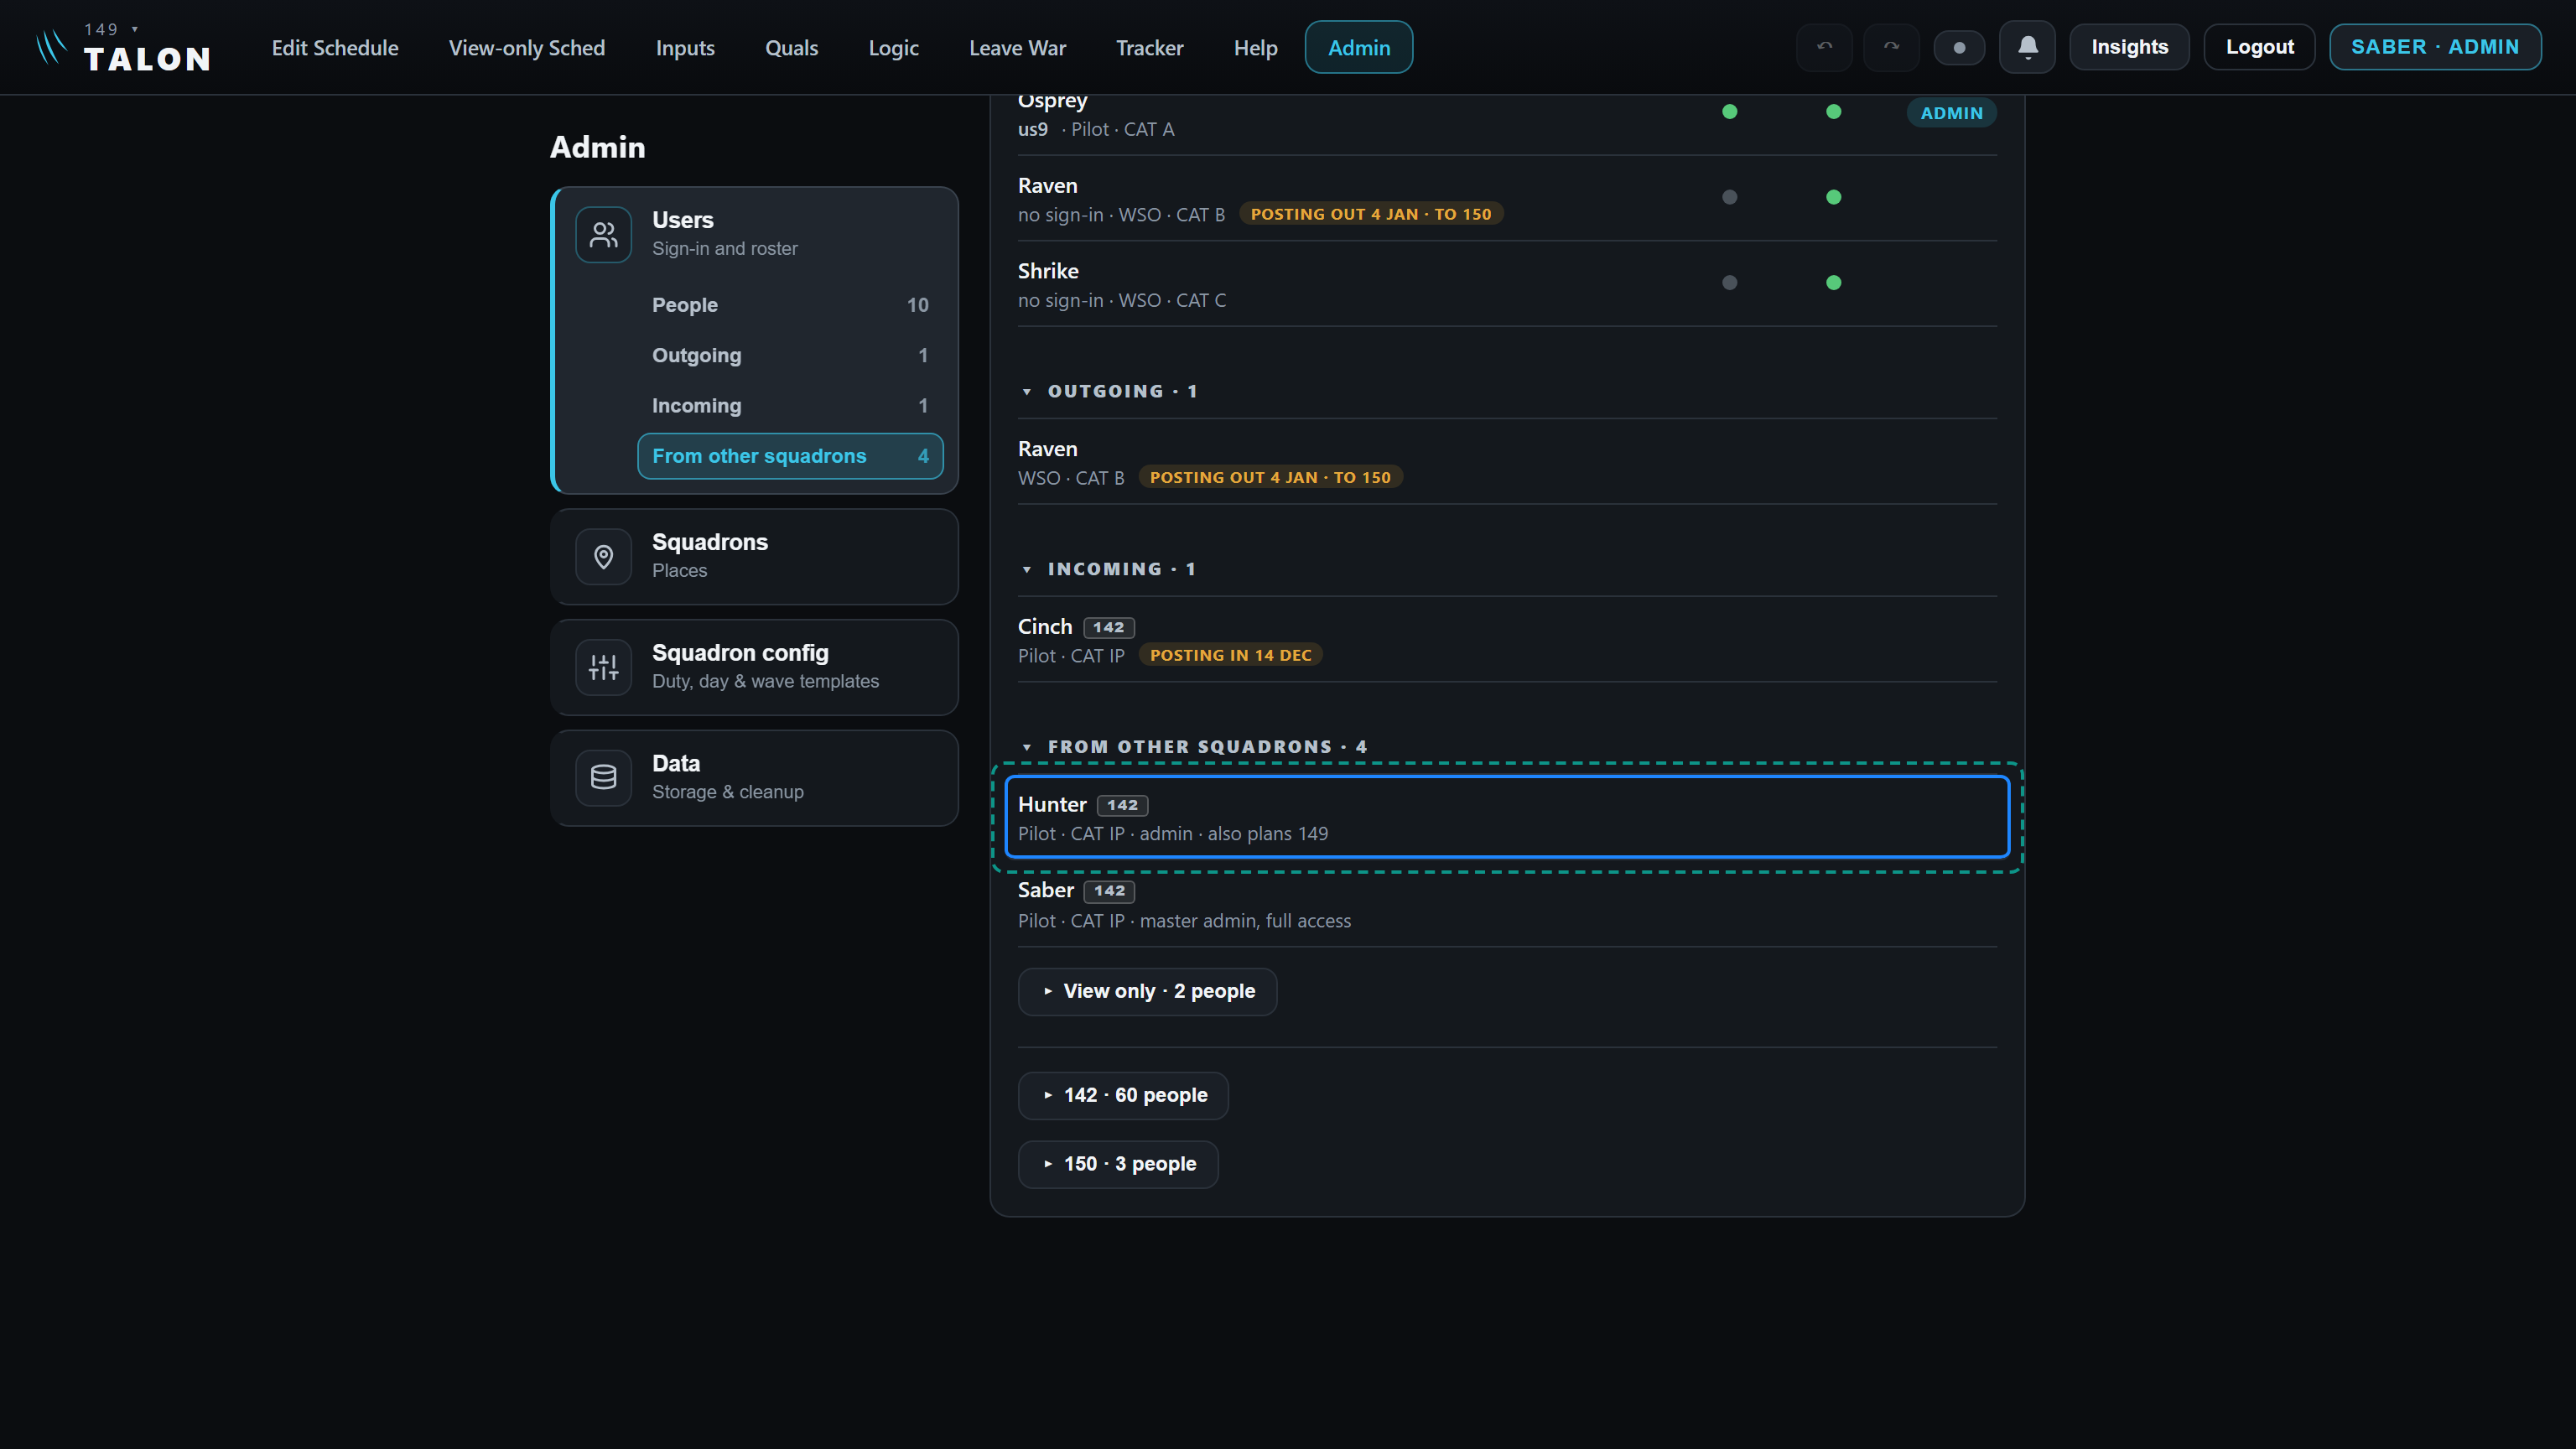 149 ▾
TALON
Edit Schedule
View-only Sched
Inputs
Quals
Logic
Leave War
Tracker
Help
Admin
Insights
Logout
SABER · ADMIN
Admin
Users
Sign-in and roster
People 10
Outgoing 1
Incoming 1
From other squadrons 4
Squadrons
Places
Squadron config
Duty, day & wave templates
Data
Storage & cleanup
Osprey
us9 · Pilot · CAT A
ADMIN
Raven
no sign-in · WSO · CAT B POSTING OUT 4 JAN · TO 150
Shrike
no sign-in · WSO · CAT C
▾ OUTGOING · 1
Raven
WSO · CAT B POSTING OUT 4 JAN · TO 150
▾ INCOMING · 1
Cinch 142
Pilot · CAT IP POSTING IN 14 DEC
▾ FROM OTHER SQUADRONS · 4
Hunter 142
Pilot · CAT IP · admin · also plans 149
Saber 142
Pilot · CAT IP · master admin, full access
▸ View only · 2 people
▸ 142 · 60 people
▸ 150 · 3 people